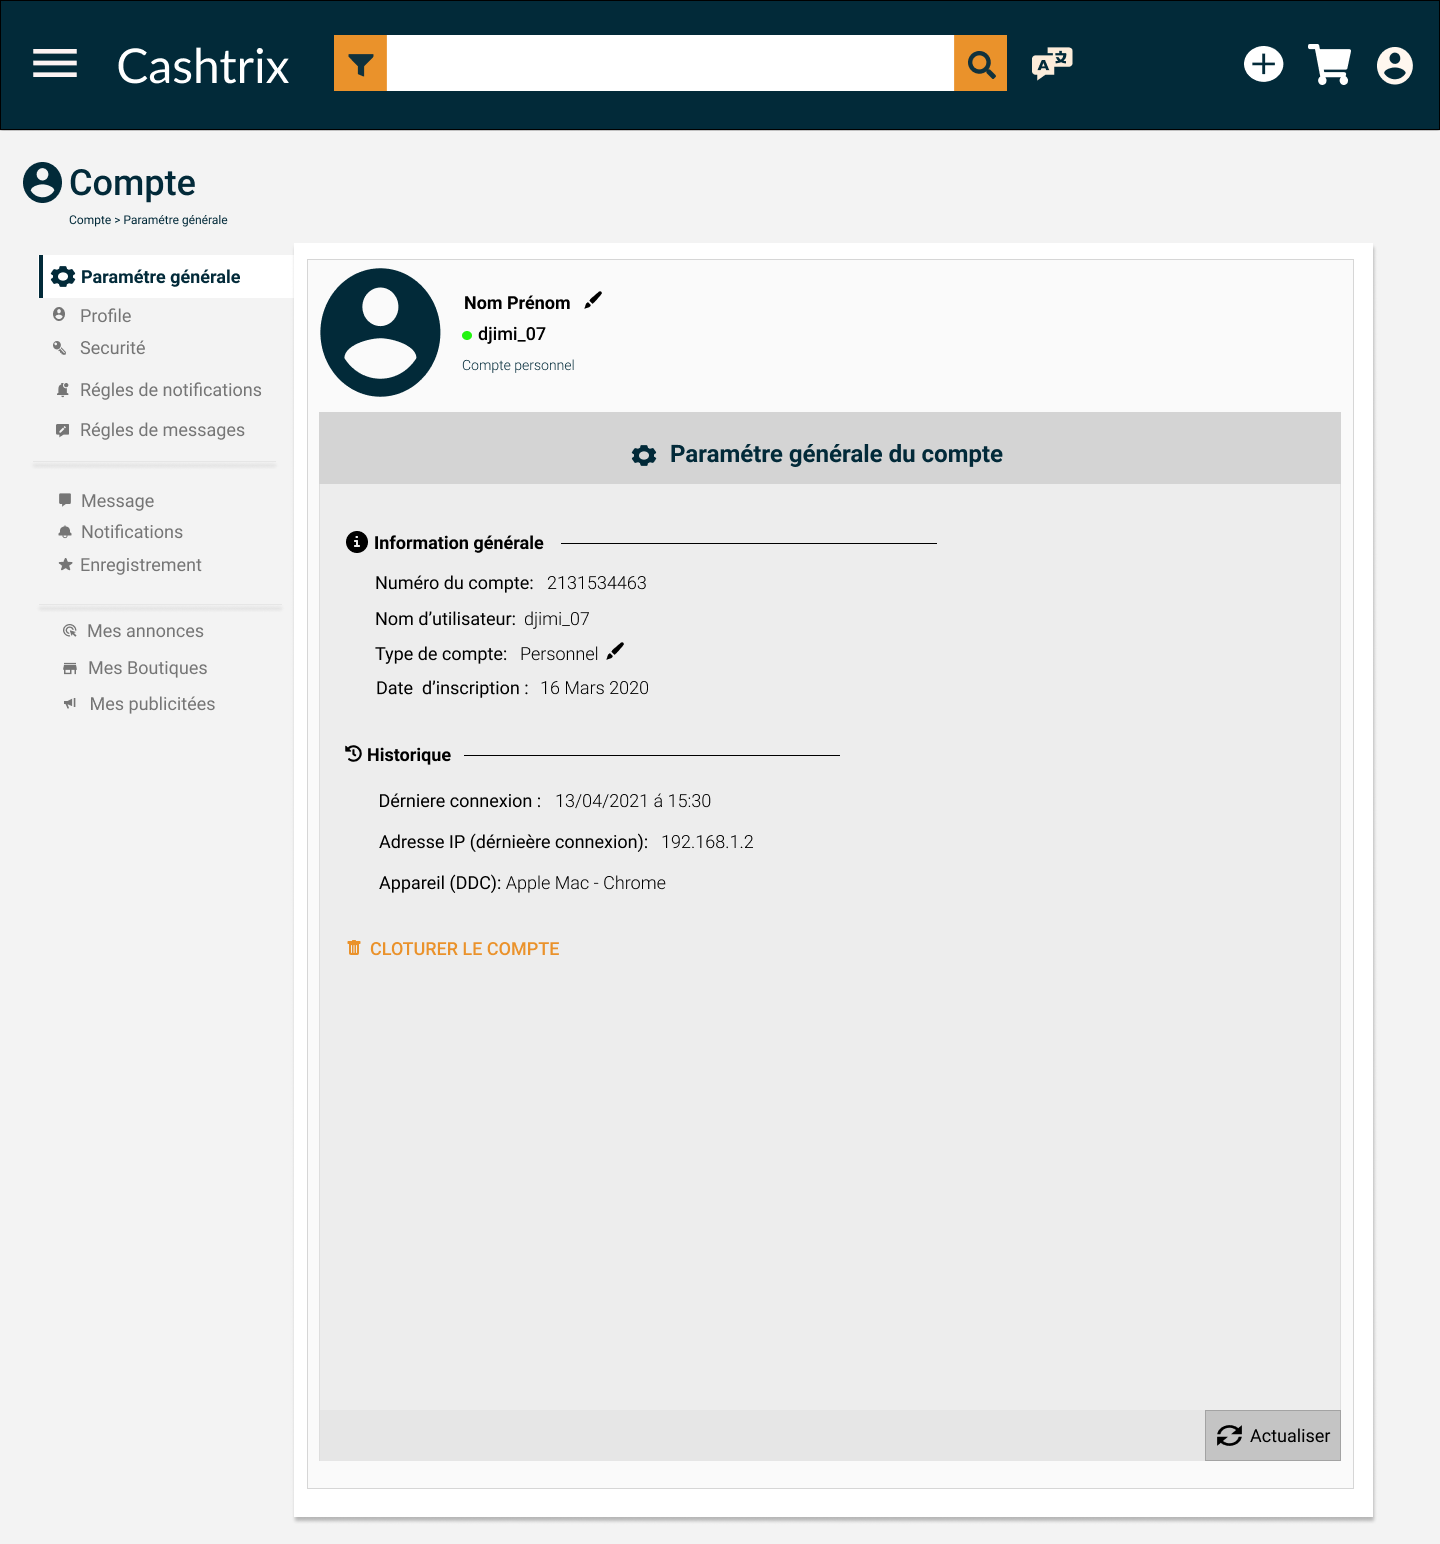 Cashtrix
Compte
Compte > Paramétre générale
Paramétre générale
Profile
Securité
Régles de notifications
Régles de messages
Message
Notifications
Enregistrement
Mes annonces
Mes Boutiques
Mes publicitées
Nom Prénom
djimi_07
Compte personnel
Paramétre générale du compte
Information générale
Numéro du compte: 2131534463
Nom d’utilisateur: djimi_07
Type de compte: Personnel
Date d’inscription : 16 Mars 2020
Historique
Dérniere connexion : 13/04/2021 á 15:30
Adresse IP (dérnieère connexion): 192.168.1.2
Appareil (DDC): Apple Mac - Chrome
CLOTURER LE COMPTE
Actualiser